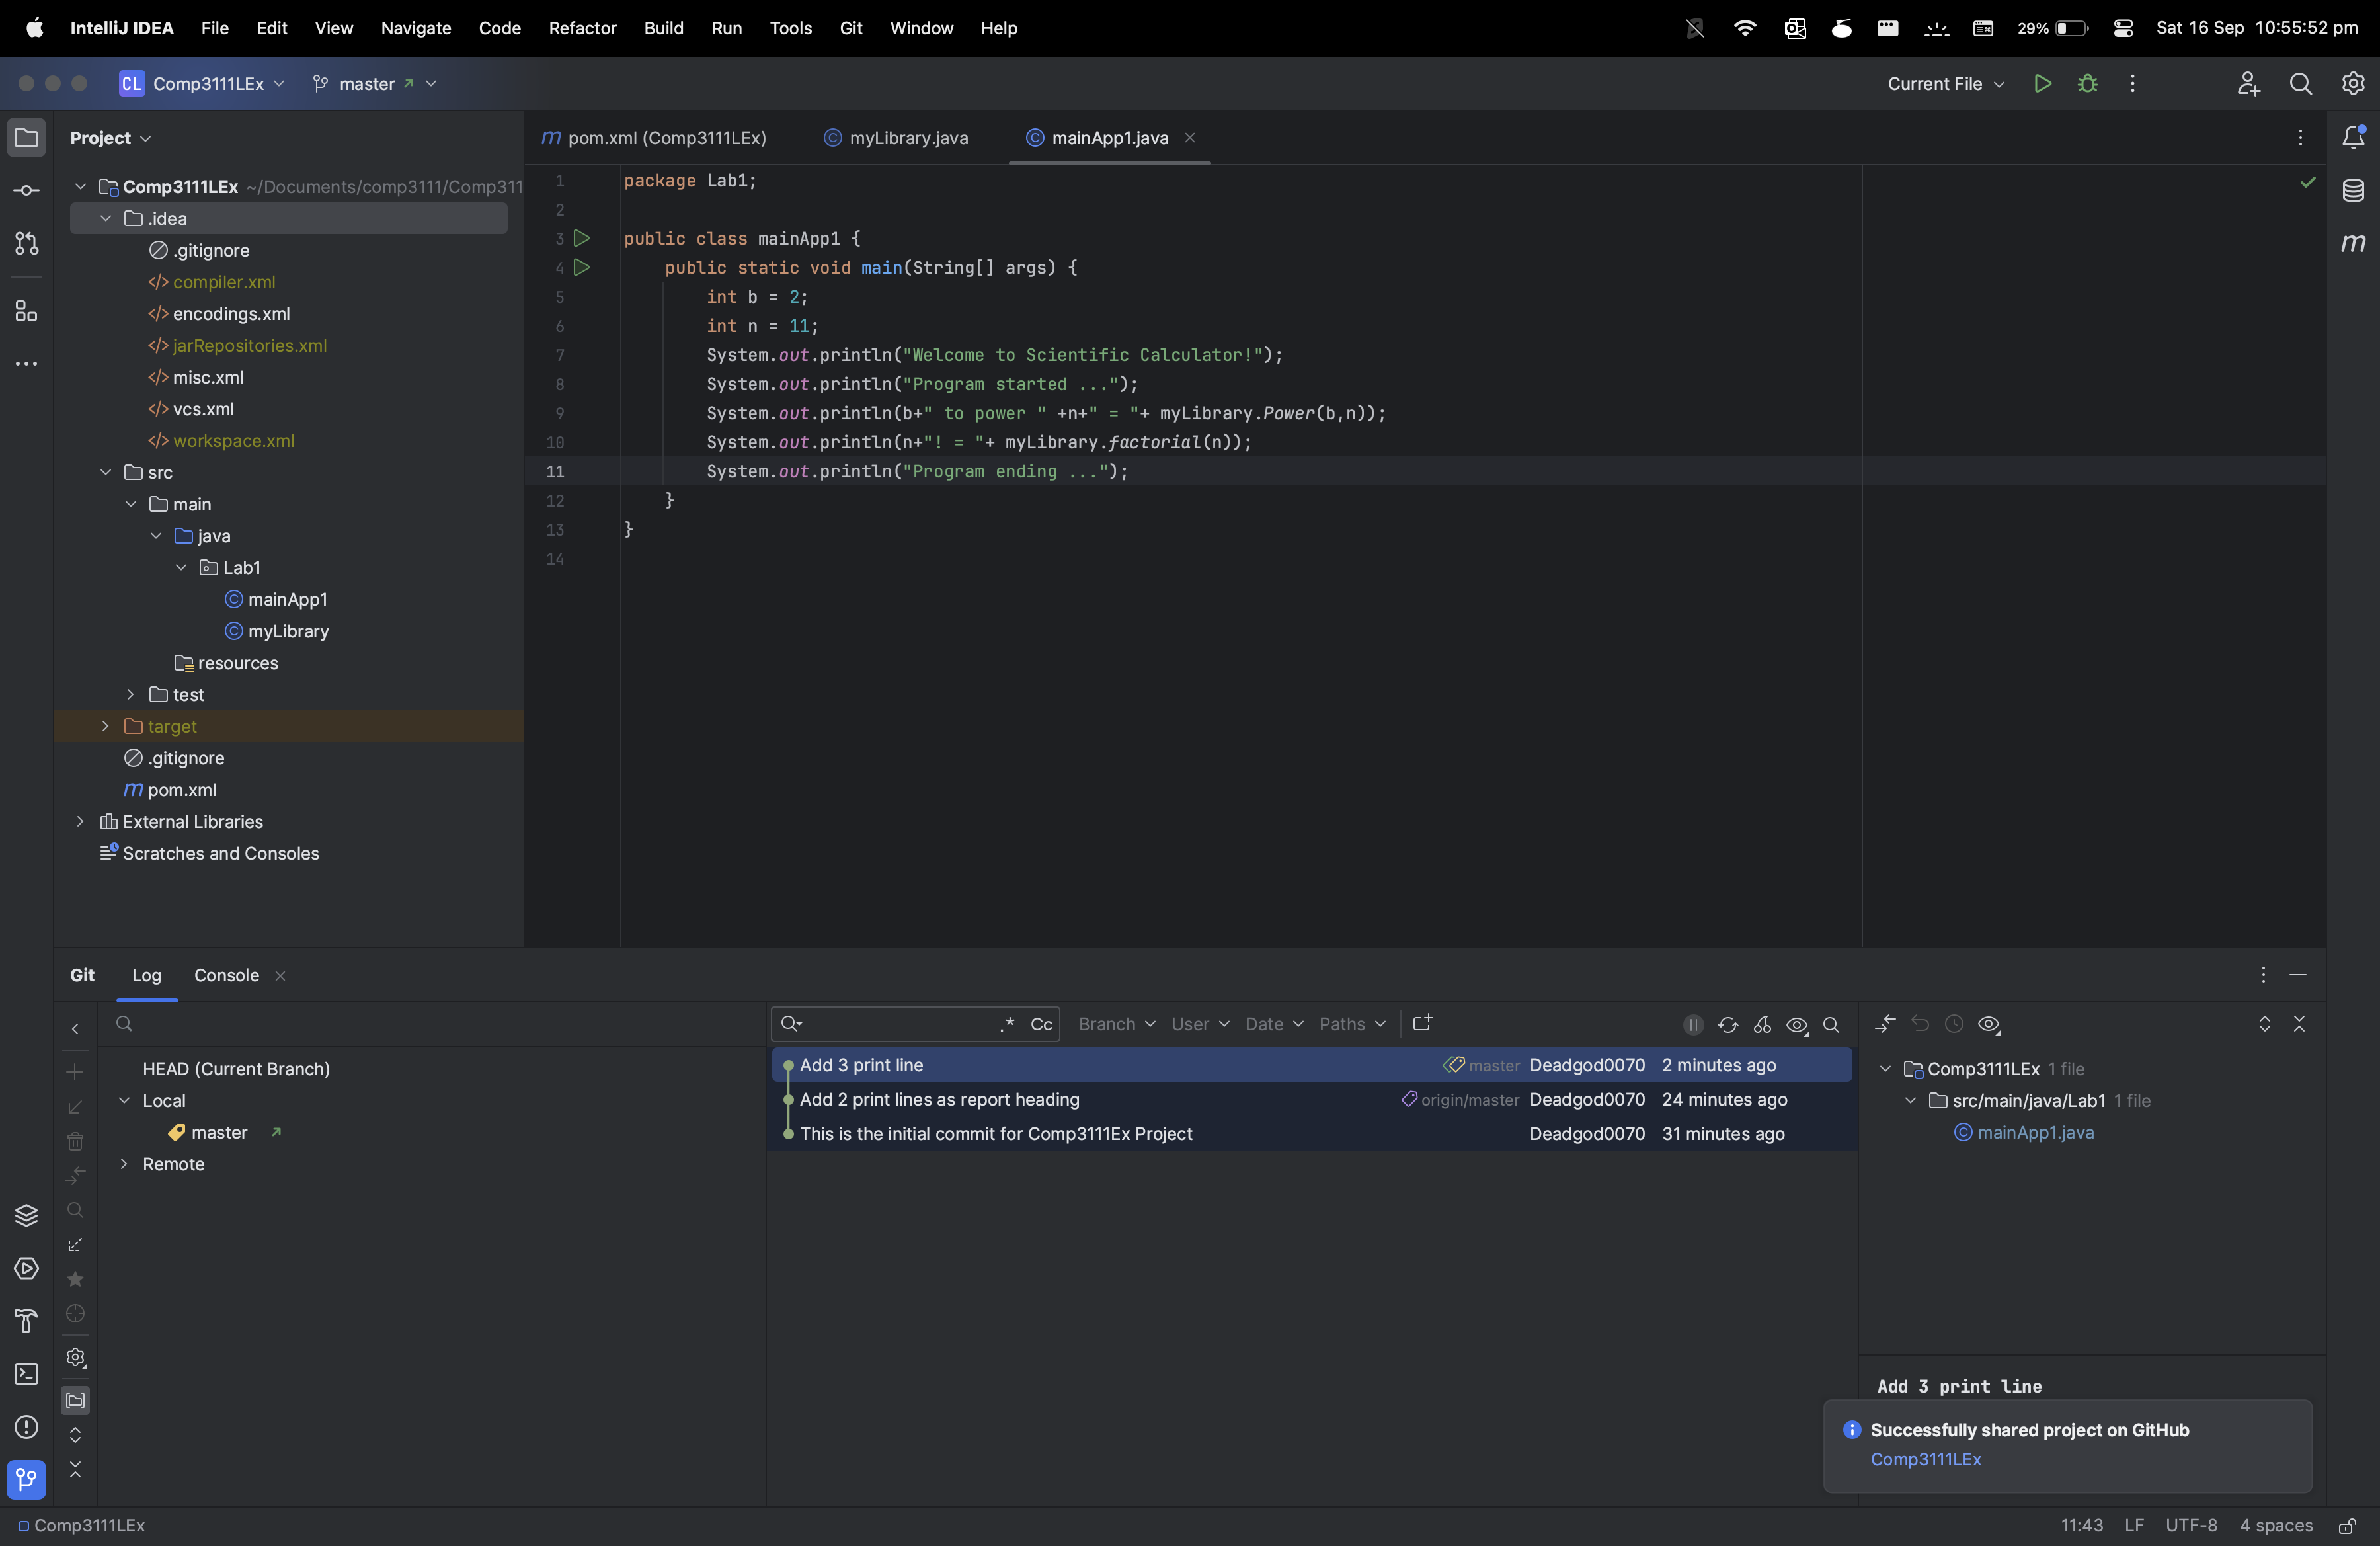 IntelliJ IDEA File Edit View Navigate Code Refactor Build Run Tools Git Window Help 29% Sat 16 Sep 10:55:52 pm
CL Comp3111LEx master Current File
Project
Comp3111LEx ~/Documents/comp3111/Comp311
.idea
.gitignore
compiler.xml
encodings.xml
jarRepositories.xml
misc.xml
vcs.xml
workspace.xml
src
main
java
Lab1
mainApp1
myLibrary
resources
test
target
.gitignore
pom.xml
External Libraries
Scratches and Consoles
pom.xml (Comp3111LEx) myLibrary.java mainApp1.java
1 package Lab1;
2
3 public class mainApp1 {
4 public static void main(String[] args) {
5 int b = 2;
6 int n = 11;
7 System.out.println("Welcome to Scientific Calculator!");
8 System.out.println("Program started ...");
9 System.out.println(b+" to power " +n+" = "+ myLibrary.Power(b,n));
10 System.out.println(n+"! = "+ myLibrary.factorial(n));
11 System.out.println("Program ending ...");
12 }
13 }
14
Git Log Console
HEAD (Current Branch)
Local
master
Remote
.* Cc Branch User Date Paths
Add 3 print line master Deadgod0070 2 minutes ago
Add 2 print lines as report heading origin/master Deadgod0070 24 minutes ago
This is the initial commit for Comp3111Ex Project Deadgod0070 31 minutes ago
Comp3111LEx 1 file
src/main/java/Lab1 1 file
mainApp1.java
Add 3 print line
Successfully shared project on GitHub
Comp3111LEx
Comp3111LEx 11:43 LF UTF-8 4 spaces